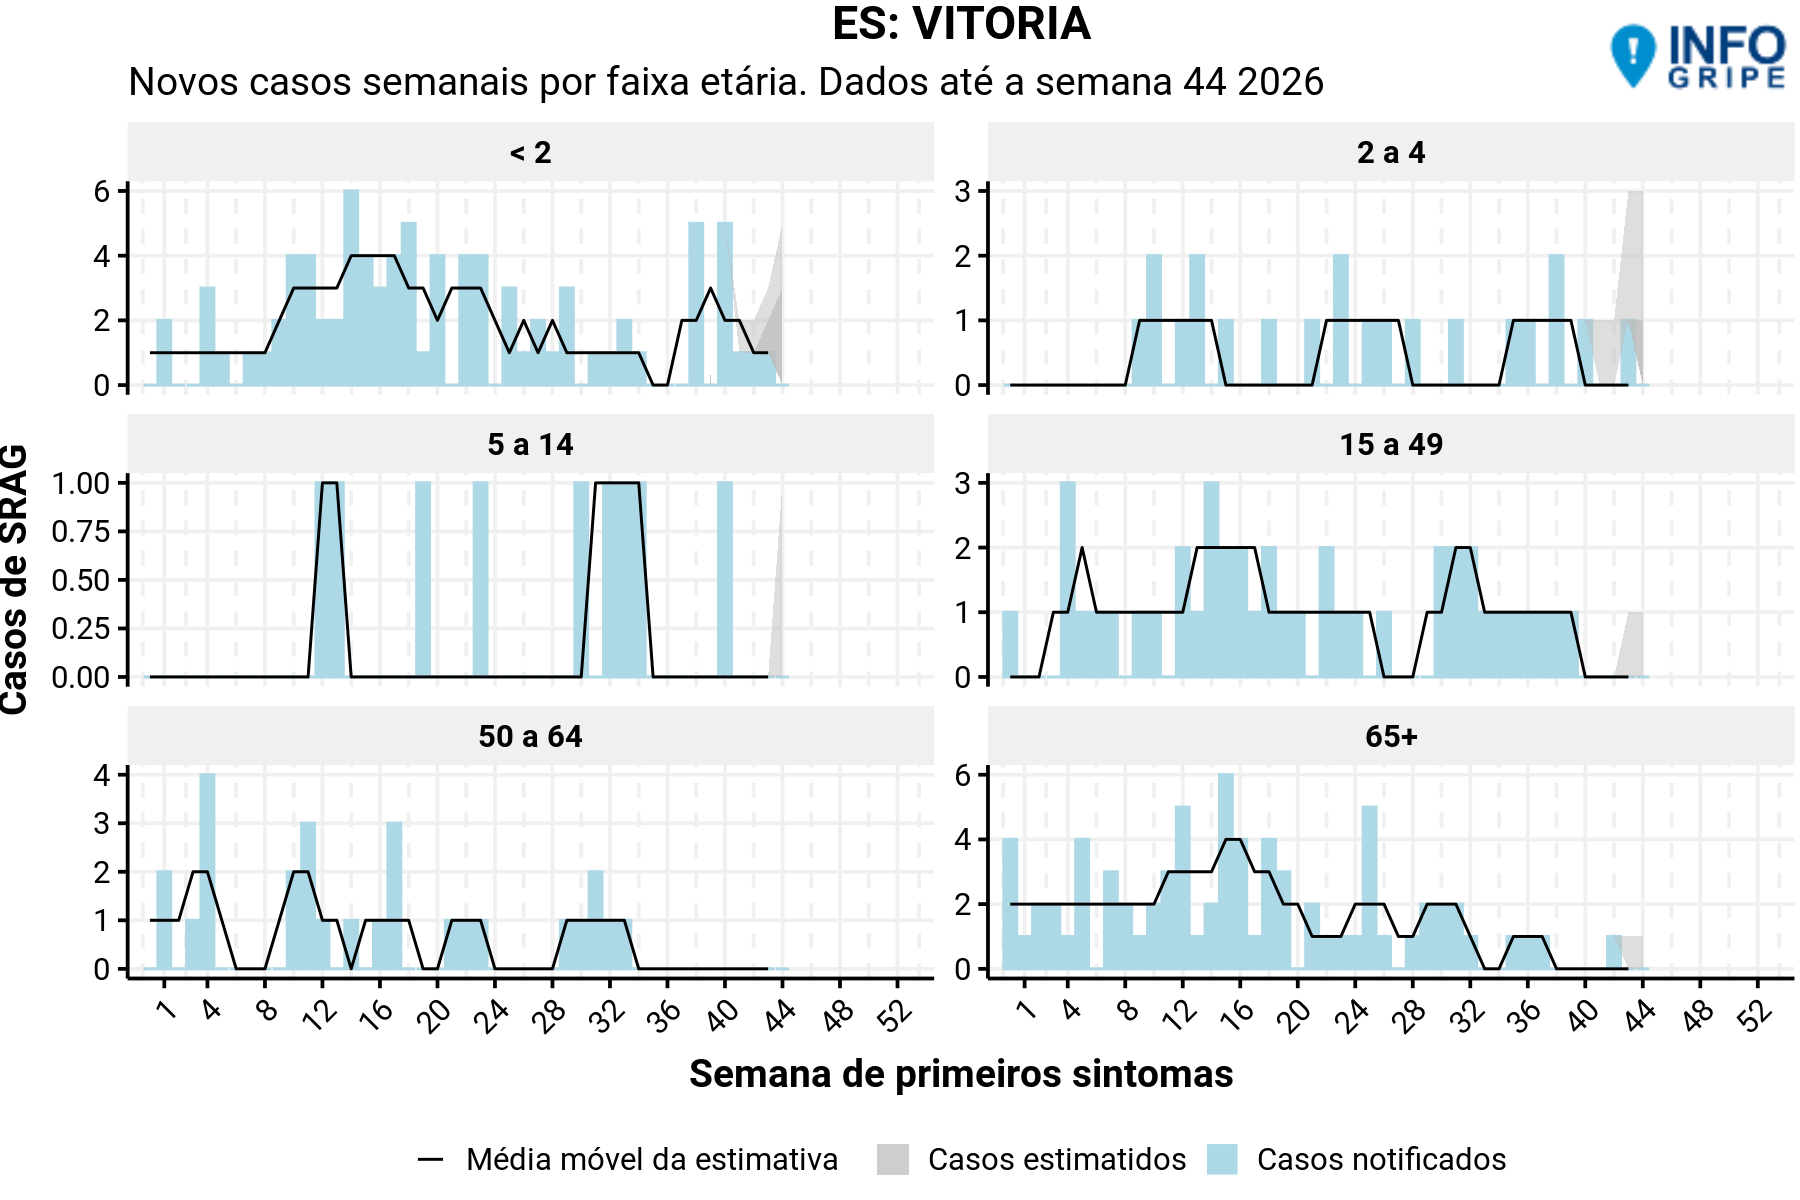 ES: VITORIA
INFO
GRIPE
Novos casos semanais por faixa etária. Dados até a semana 44 2026
< 2
2 a 4
6
4
2
0
3
2
1
0
5 a 14
15 a 49
1.00
0.75
0.50
0.25
0.00
3
2
1
0
50 a 64
65+
4
3
2
1
0
6
4
2
0
Casos de SRAG
1 4 8 12 16 20 24 28 32 36 40 44 48 52
1 4 8 12 16 20 24 28 32 36 40 44 48 52
Semana de primeiros sintomas
Média móvel da estimativa Casos estimatidos Casos notificados